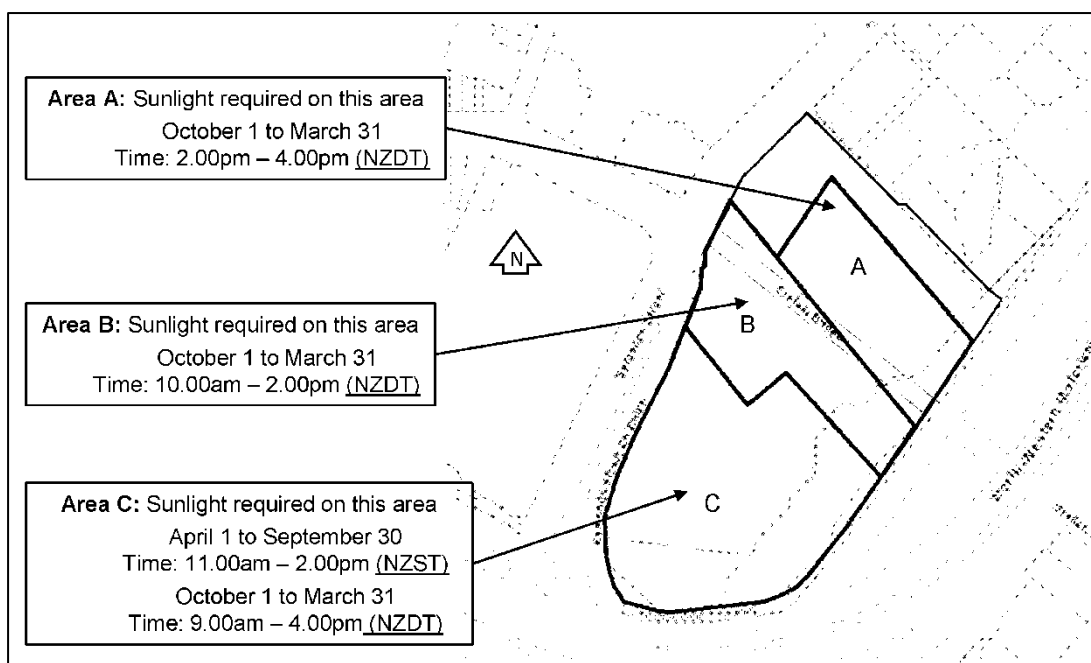 Area A: Sunlight required on this area
October 1 to March 31
Time: 2.00pm – 4.00pm (NZDT)
A
N
Area B: Sunlight required on this area
October 1 to March 31
Time: 10.00am – 2.00pm (NZDT)
B
Area C: Sunlight required on this area
April 1 to September 30
Time: 11.00am – 2.00pm (NZST)
October 1 to March 31
Time: 9.00am – 4.00pm (NZDT)
C